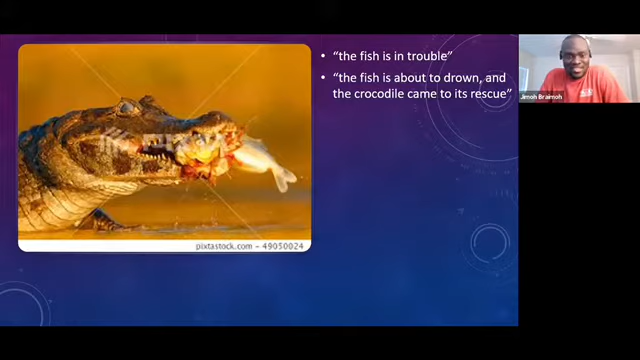 • “the fish is in trouble”
• “the fish is about to drown, and
the crocodile came to its rescue”
Jimoh Braimoh
pixtastock.com - 49050024